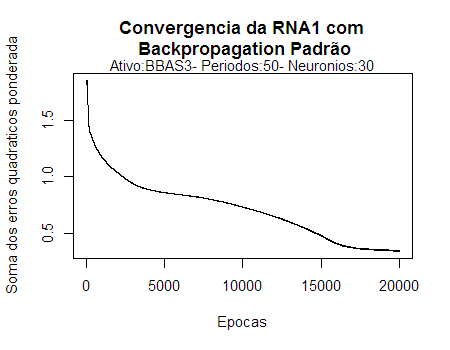 Convergencia da RNA1 com
Backpropagation Padrão
Ativo:BBAS3- Periodos:50- Neuronios:30
Soma dos erros quadraticos ponderada
1.5
1.0
0.5
0
5000
10000
15000
20000
Epocas